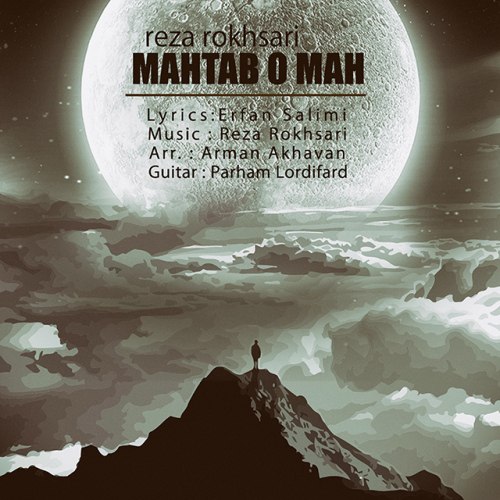 reza rokhsari
MAHTAB O MAH
Lyrics:Erfan Salimi
Music : Reza Rokhsari
Arr. : Arman Akhavan
Guitar : Parham Lordifard